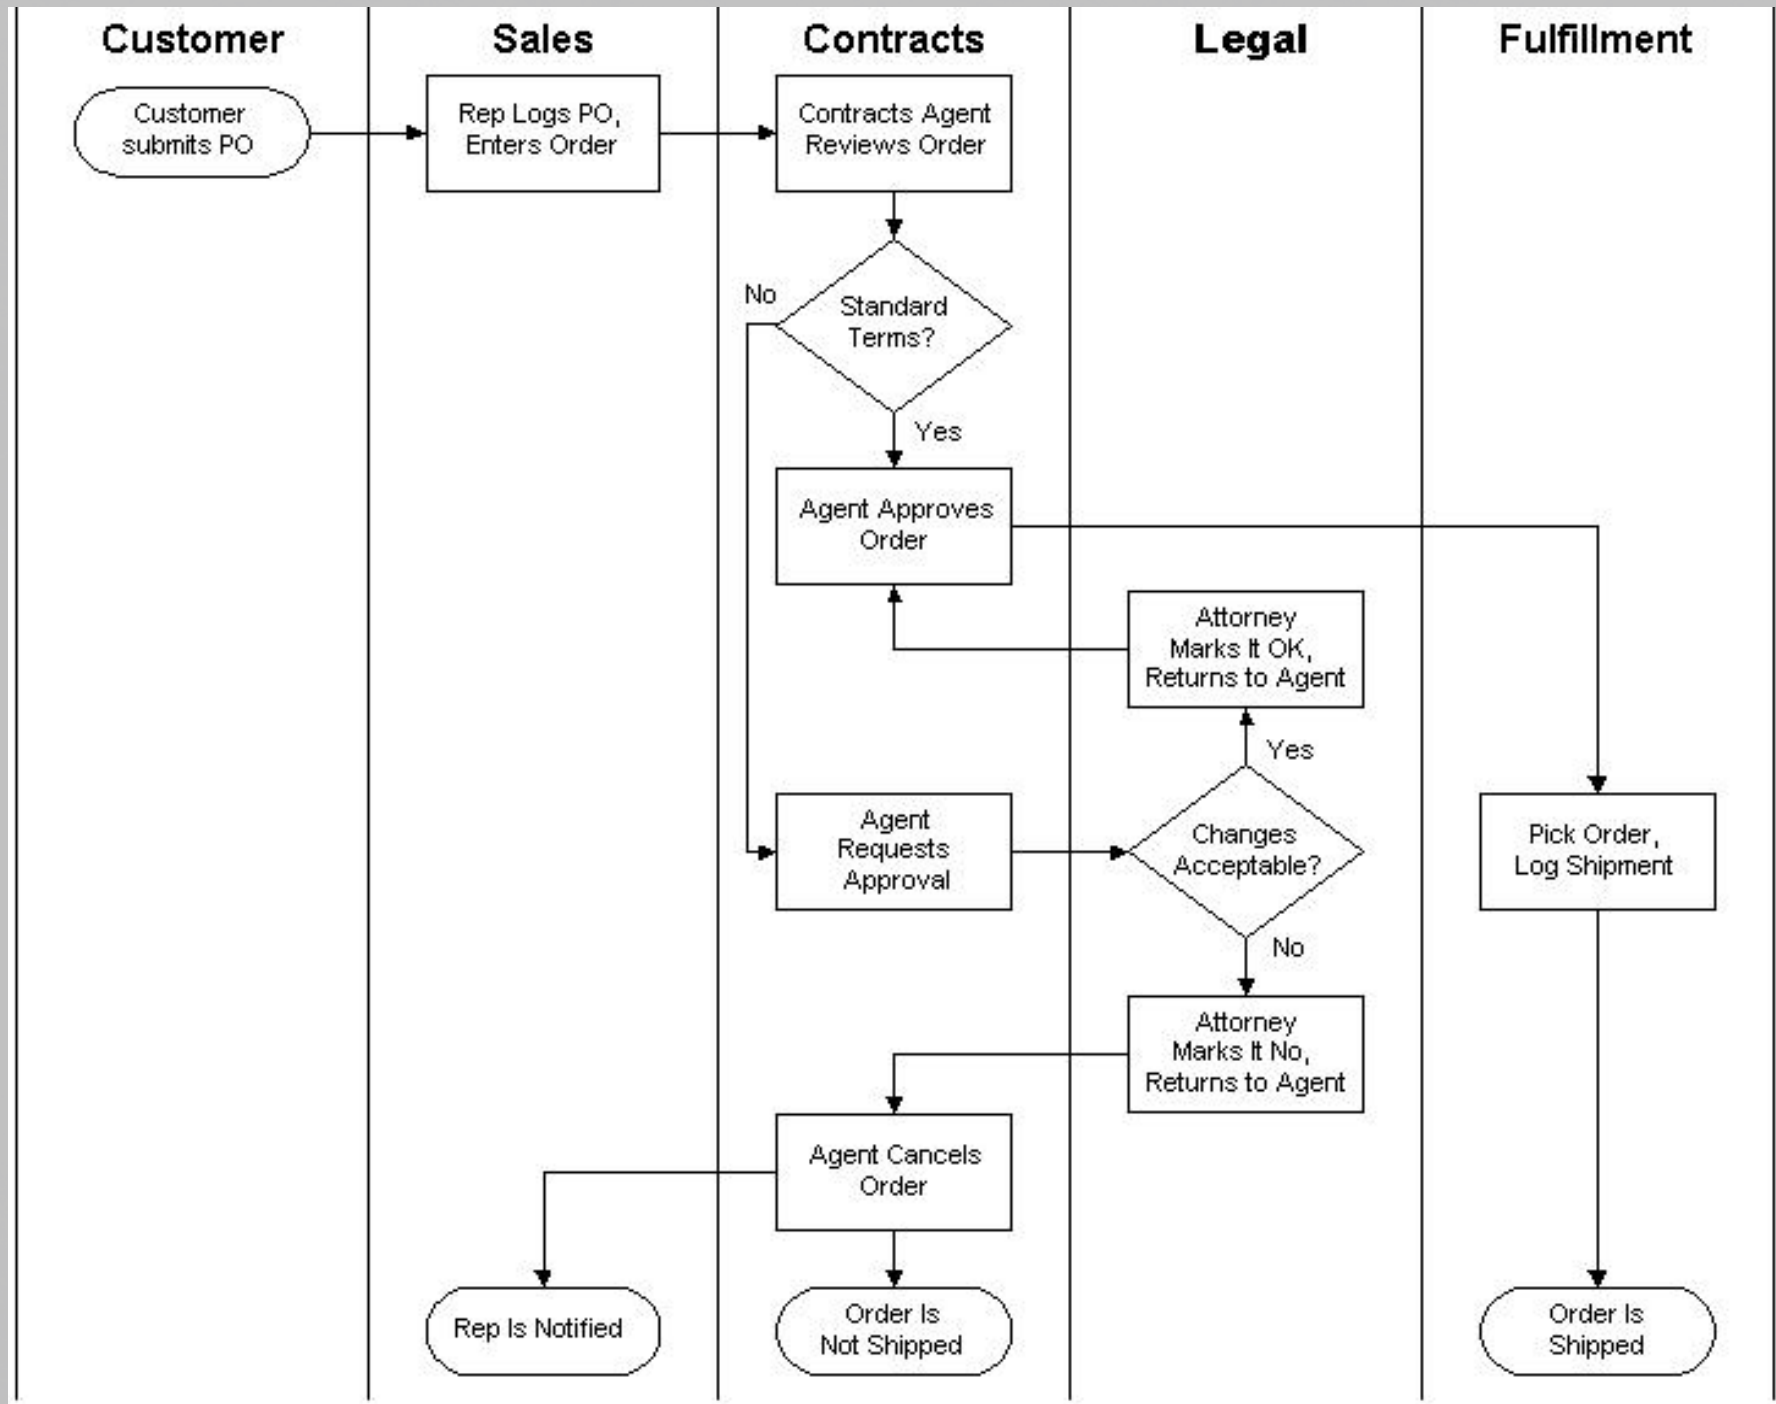 Customer
Sales
Contracts
Legal
Fulfillment
Customer
submits PO
Rep Logs PO,
Enters Order
Contracts Agent
Reviews Order
Standard
Terms?
No
Yes
Agent Approves
Order
Attorney
Marks It OK,
Returns to Agent
Yes
Agent
Requests
Approval
Changes
Acceptable?
Pick Order,
Log Shipment
No
Attorney
Marks It No,
Returns to Agent
Agent Cancels
Order
Rep Is Notified
Order Is
Not Shipped
Order Is
Shipped